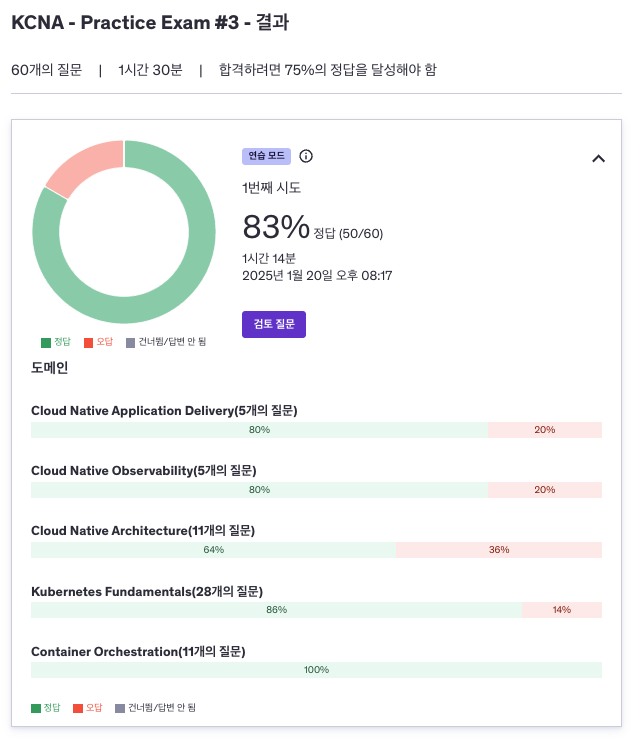 KCNA - Practice Exam #3 - 결과
60개의 질문 | 1시간 30분 | 합격하려면 75%의 정답을 달성해야 함
연습 모드
1번째 시도
83% 정답 (50/60)
1시간 14분
2025년 1월 20일 오후 08:17
검토 질문
정답 오답 건너뜀/답변 안 됨
도메인
Cloud Native Application Delivery(5개의 질문)
80% 20%
Cloud Native Observability(5개의 질문)
80% 20%
Cloud Native Architecture(11개의 질문)
64% 36%
Kubernetes Fundamentals(28개의 질문)
86% 14%
Container Orchestration(11개의 질문)
100%
정답 오답 건너뜀/답변 안 됨